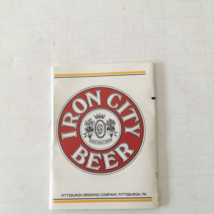 IRON CITY
BEER
PITTSBURGH BREWING COMPANY, PITTSBURGH, PA